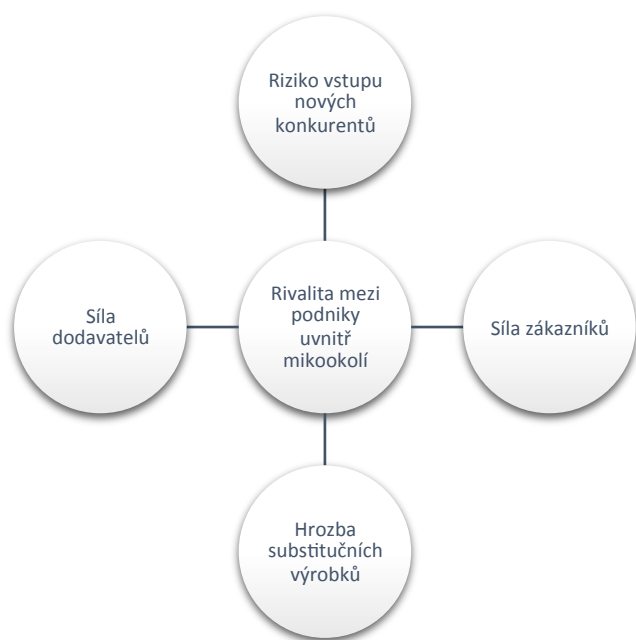 Riziko vstupu
nových
konkurentů
Síla
dodavatelů
Rivalita mezi
podniky
uvnitř
mikookolí
Síla zákazníků
Hrozba
substitučních
výrobků